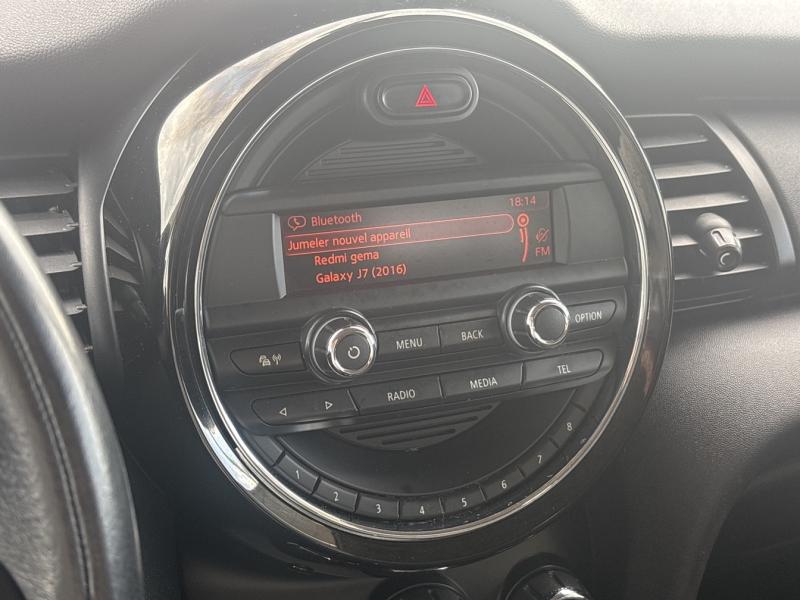 18:14
Bluetooth
Jumeler nouvel appareil
Redmi gema
FM
Galaxy J7 (2016)
MENU
BACK
OPTION
RADIO
MEDIA
TEL
1
2
3
4
5
6
7
8